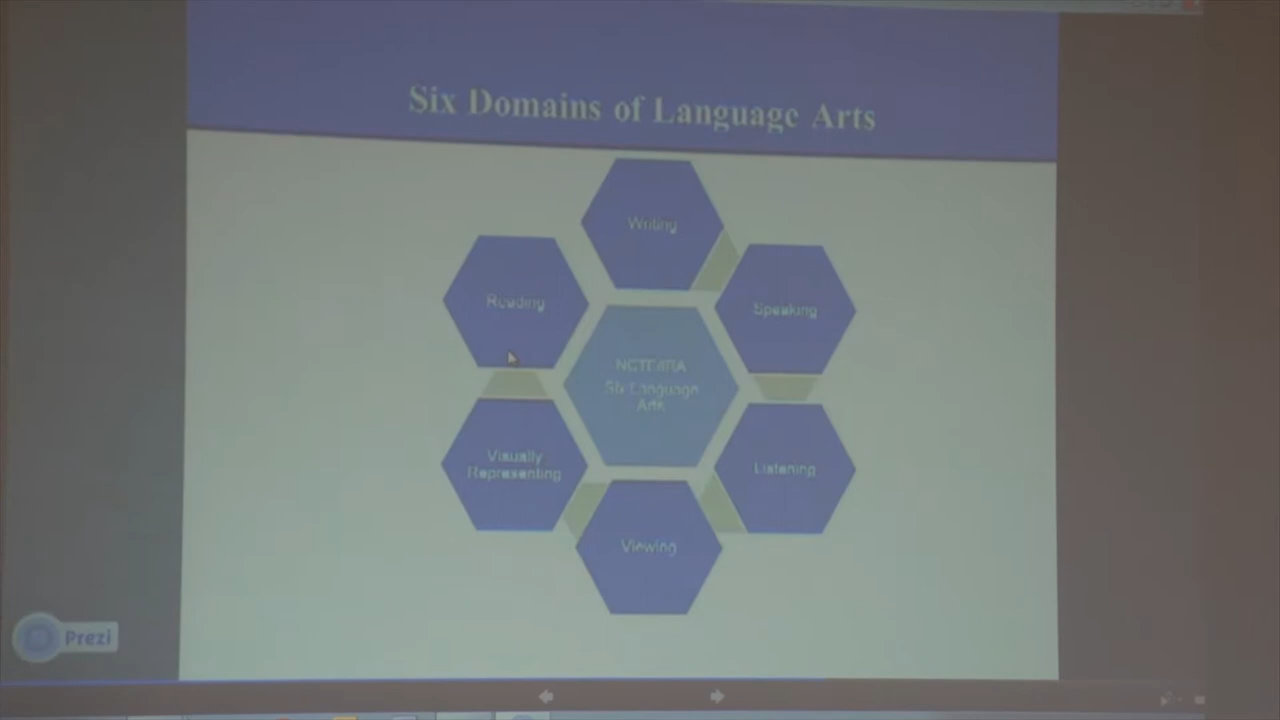 Six Domains of Language Arts
Writing
Reading
Speaking
NCTE/IRA
Six Language
Arts
Visually
Representing
Listening
Viewing
Prezi